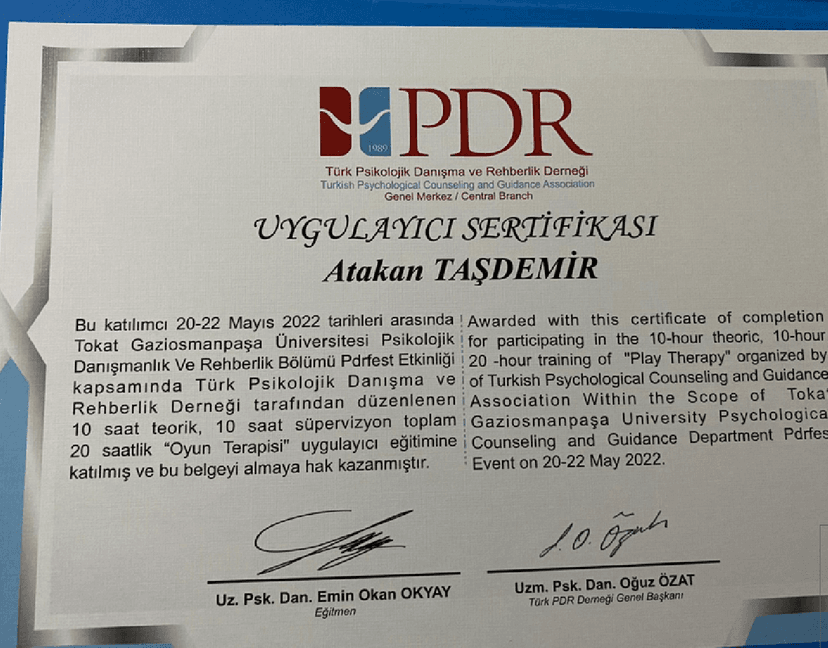 PDR
1989
Türk Psikolojik Danışma ve Rehberlik Derneği
Turkish Psychological Counseling and Guidance Association
Genel Merkez / Central Branch
UYGULAYICI SERTİFİKASI
Atakan TAŞDEMİR
Bu katılımcı 20-22 Mayıs 2022 tarihleri arasında
Tokat Gaziosmanpaşa Üniversitesi Psikolojik
Danışmanlık Ve Rehberlik Bölümü Pdrfest Etkinliği
kapsamında Türk Psikolojik Danışma ve
Rehberlik Derneği tarafından düzenlenen
10 saat teorik, 10 saat süpervizyon toplam
20 saatlik “Oyun Terapisi" uygulayıcı eğitimine
katılmış ve bu belgeyi almaya hak kazanmıştır.
Awarded with this certificate of completion
for participating in the 10-hour theoric, 10-hour
20 -hour training of "Play Therapy" organized by
of Turkish Psychological Counseling and Guidance
Association Within the Scope of Toka
Gaziosmanpaşa University Psychologica
Counseling and Guidance Department Pdrfes
Event on 20-22 May 2022.
Uz. Psk. Dan. Emin Okan OKYAY
Eğitmen
Uzm. Psk. Dan. Oğuz ÖZAT
Türk PDR Derneği Genel Başkanı